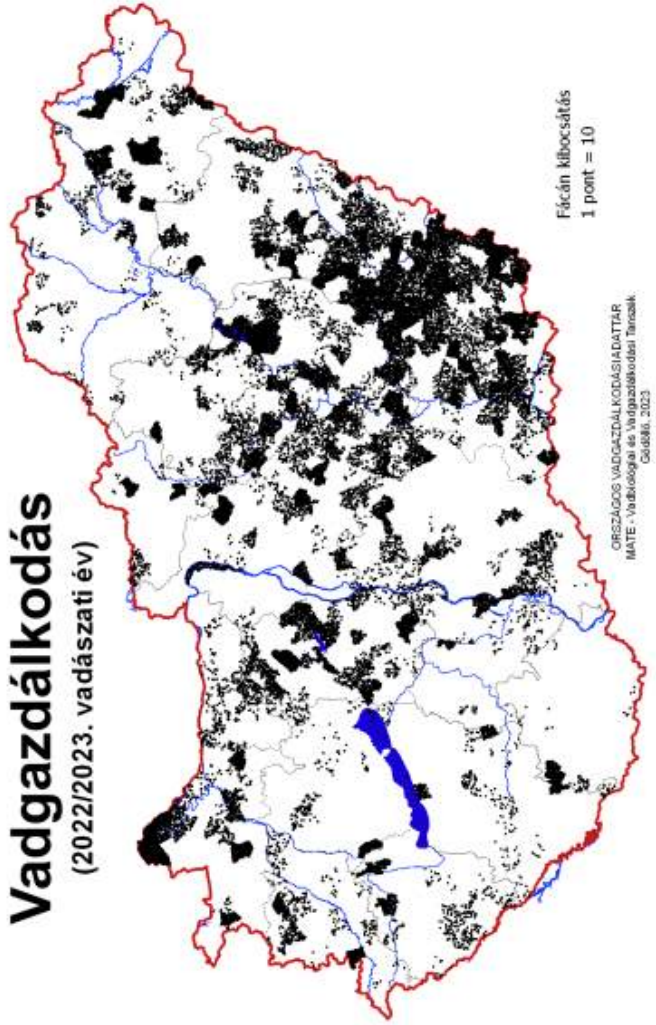 Vadgazdálkodás
(2022/2023. vadászati év)
Fácán kibocsátás
1 pont = 10
ORSZÁGOS VADGAZDÁLKODÁSI ADATTÁR
MATE - Vadbiológiai és Vadgazdálkodási Tanszék
Gödöllő, 2023